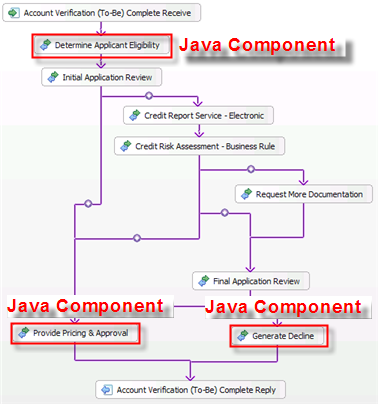 Account Verification (To-Be) Complete Receive
Determine Applicant Eligibility
Java Component
Initial Application Review
Credit Report Service - Electronic
Credit Risk Assessment - Business Rule
Request More Documentation
Final Application Review
Java Component
Java Component
Provide Pricing & Approval
Generate Decline
Account Verification (To-Be) Complete Reply